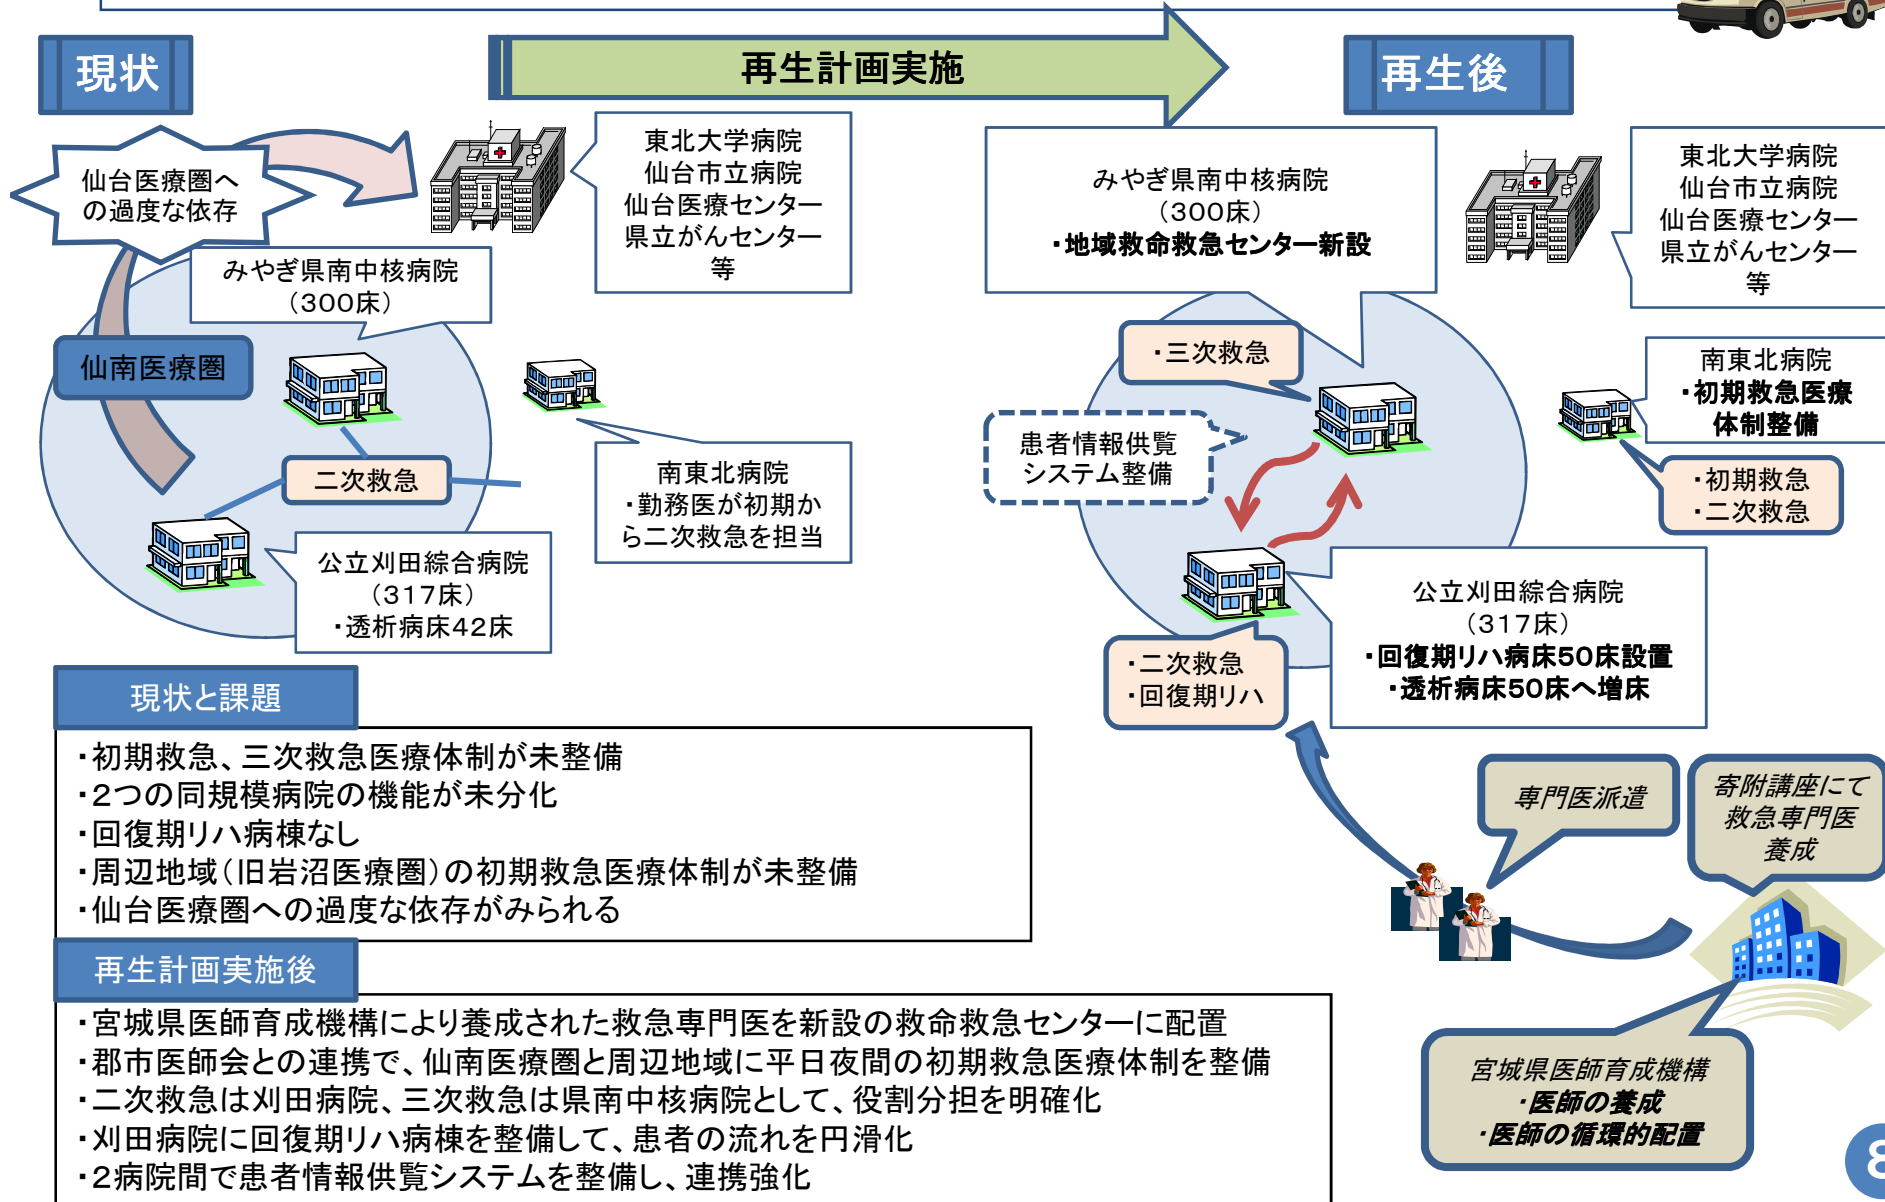 現状
再生計画実施
再生後
仙台医療圏へ
の過度な依存
東北大学病院
仙台市立病院
仙台医療センター
県立がんセンター
等
みやぎ県南中核病院
（300床）
仙南医療圏
二次救急
南東北病院
・勤務医が初期か
ら二次救急を担当
公立刈田綜合病院
（317床）
・透析病床42床
みやぎ県南中核病院
（300床）
・地域救命救急センター新設
東北大学病院
仙台市立病院
仙台医療センター
県立がんセンター
等
・三次救急
患者情報供覧
システム整備
南東北病院
・初期救急医療
体制整備
・初期救急
・二次救急
公立刈田綜合病院
（317床）
・回復期リハ病床50床設置
・透析病床50床へ増床
・二次救急
・回復期リハ
現状と課題
・初期救急、三次救急医療体制が未整備
・2つの同規模病院の機能が未分化
・回復期リハ病棟なし
・周辺地域（旧岩沼医療圏）の初期救急医療体制が未整備
・仙台医療圏への過度な依存がみられる
専門医派遣
寄附講座にて
救急専門医
養成
宮城県医師育成機構
・医師の養成
・医師の循環的配置
再生計画実施後
・宮城県医師育成機構により養成された救急専門医を新設の救命救急センターに配置
・郡市医師会との連携で、仙南医療圏と周辺地域に平日夜間の初期救急医療体制を整備
・二次救急は刈田病院、三次救急は県南中核病院として、役割分担を明確化
・刈田病院に回復期リハ病棟を整備して、患者の流れを円滑化
・2病院間で患者情報供覧システムを整備し、連携強化
8